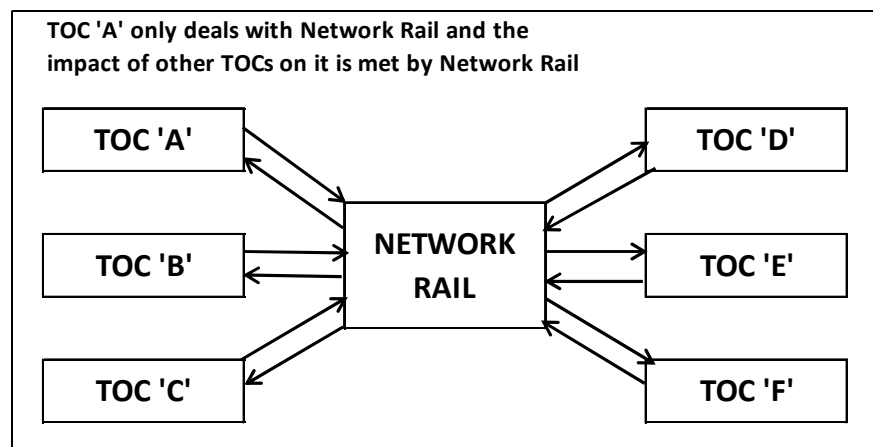 TOC 'A' only deals with Network Rail and the
impact of other TOCs on it is met by Network Rail
TOC 'A'
TOC 'D'
NETWORK
RAIL
TOC 'B'
TOC 'E'
TOC 'C'
TOC 'F'